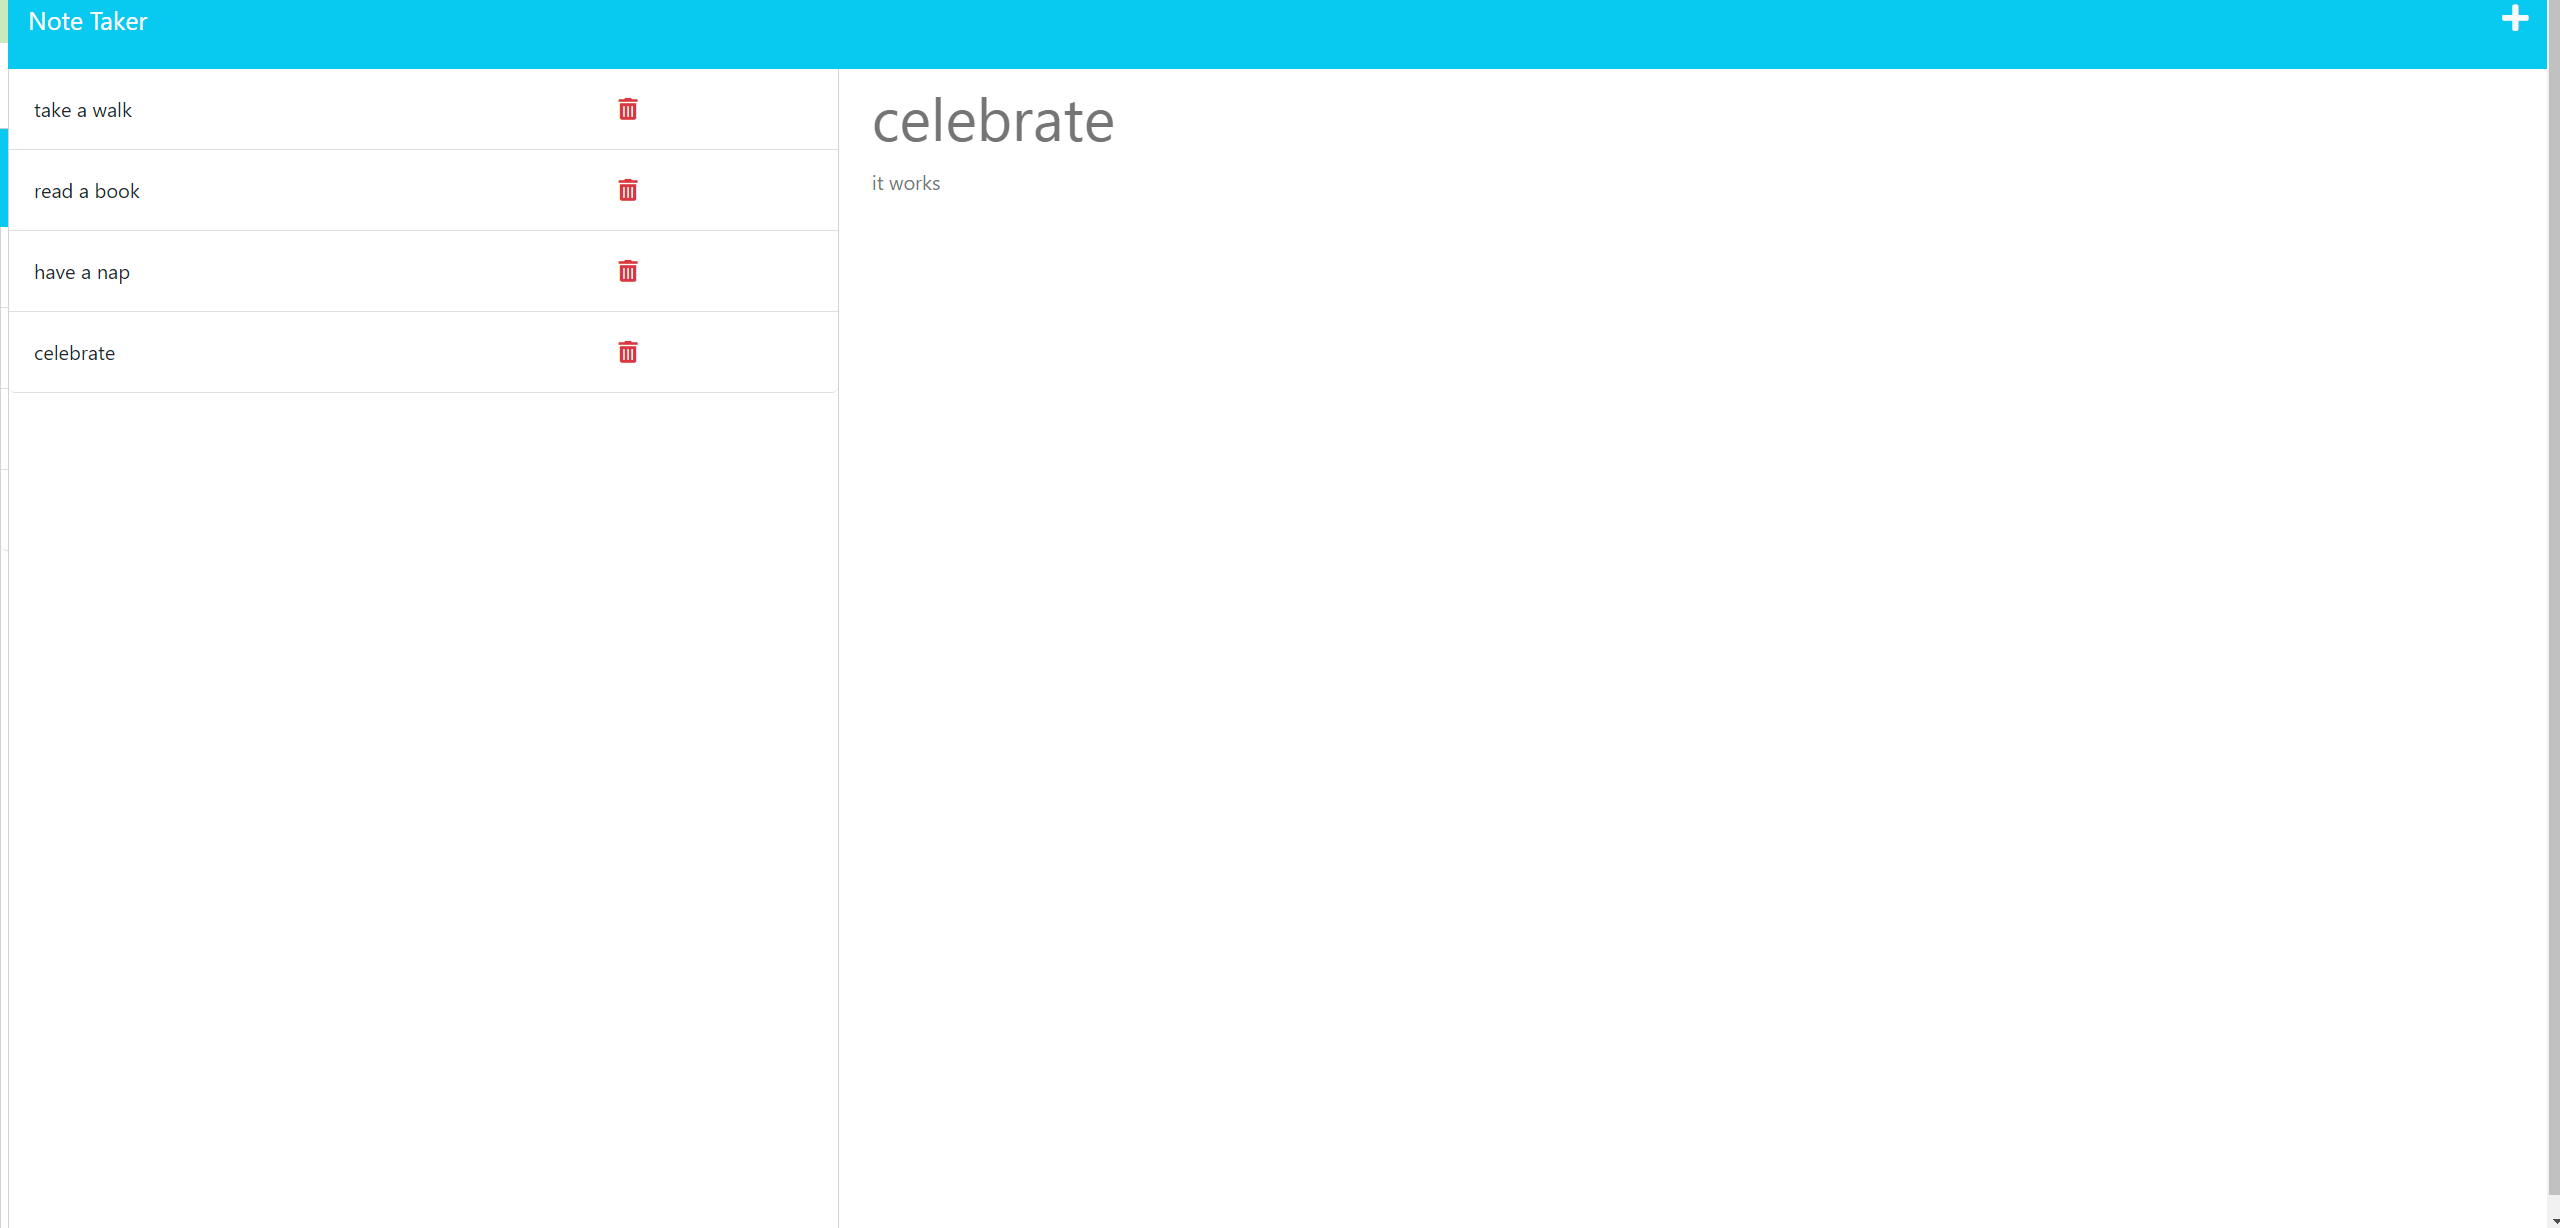 Note Taker
take a walk
read a book
have a nap
celebrate
celebrate
it works